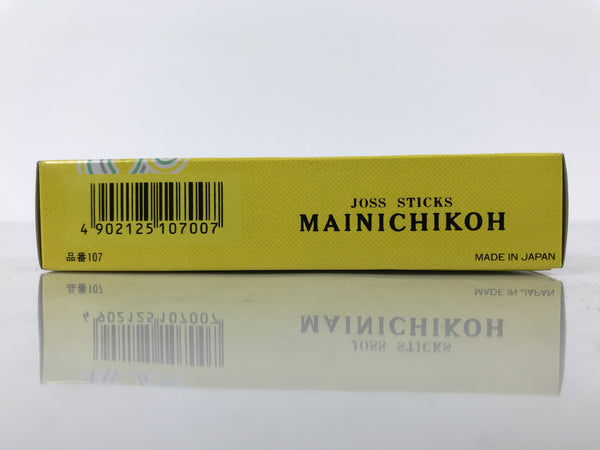 JOSS STICKS
MAINICHIKOH
4 902125 107007
品番107
MADE IN JAPAN